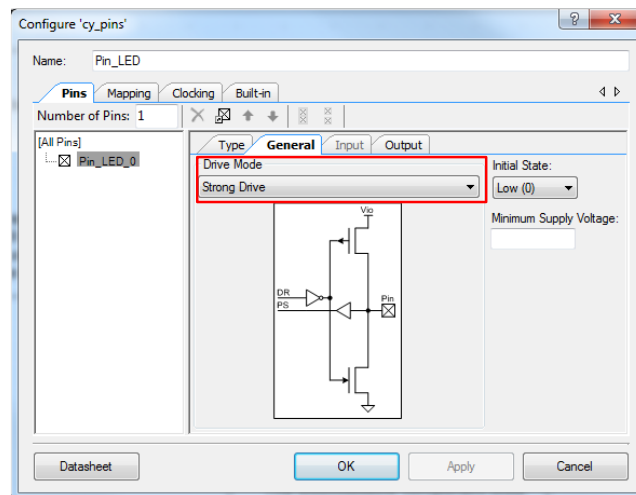 Configure 'cy_pins'
Name: Pin_LED
Pins Mapping Clocking Built-in
Number of Pins: 1
[All Pins]
Pin_LED_0
Type General Input Output
Drive Mode
Strong Drive
Initial State:
Low (0)
Minimum Supply Voltage:
Vio
DR
PS
Pin
Datasheet OK Apply Cancel